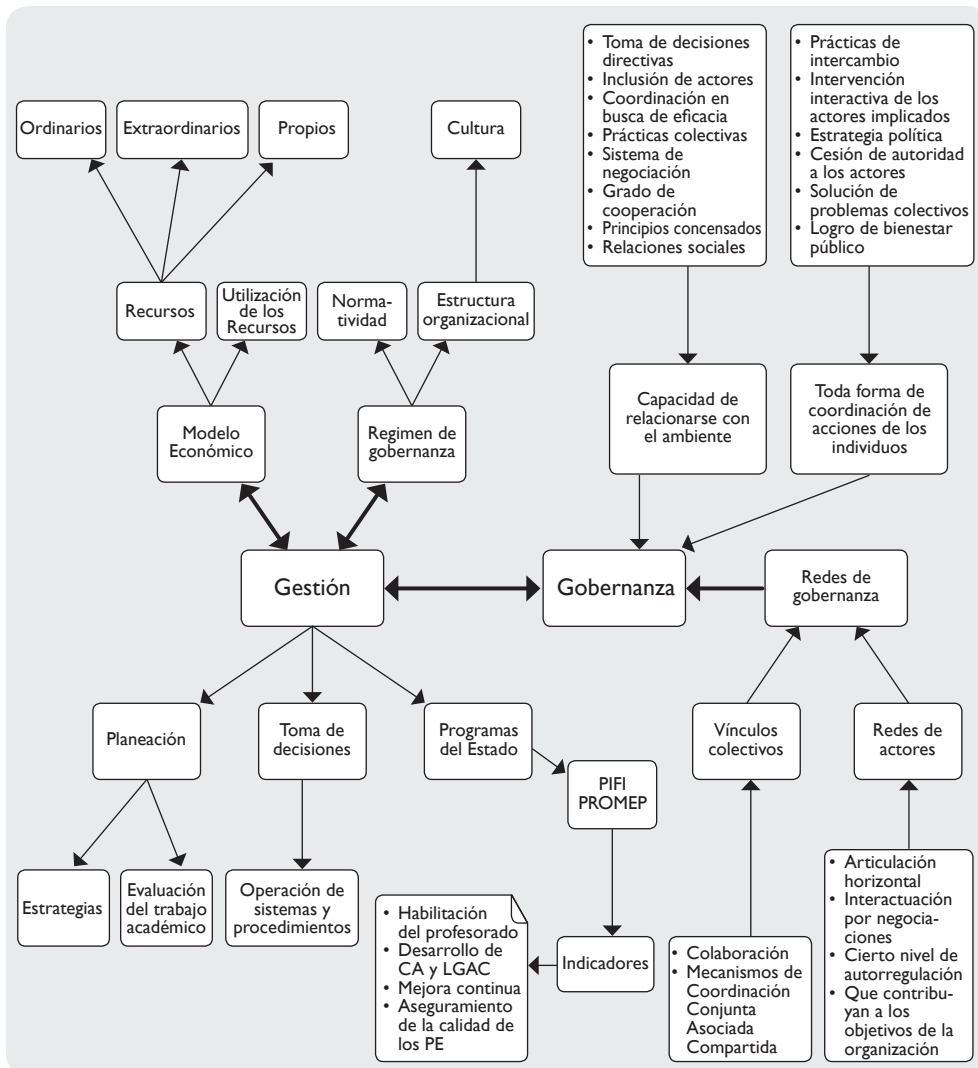 • Toma de decisiones
directivas
• Inclusión de actores
• Coordinación en
busca de eficacia
• Prácticas colectivas
• Sistema de
negociación
• Grado de
cooperación
• Principios concensados
• Relaciones sociales
• Prácticas de
intercambio
• Intervención
interactiva de los
actores implicados
• Estrategia política
• Cesión de autoridad
a los actores
• Solución de
problemas colectivos
• Logro de bienestar
público
Ordinarios
Extraordinarios
Propios
Cultura
Recursos
Utilización
de los
Recursos
Norma-
tividad
Estructura
organizacional
Modelo
Económico
Regimen de
gobernanza
Capacidad de
relacionarse con
el ambiente
Toda forma de
coordinación de
acciones de los
individuos
Gestión
Gobernanza
Redes de
gobernanza
Planeación
Toma de
decisiones
Programas
del Estado
Vínculos
colectivos
Redes de
actores
PIFI
PROMEP
Estrategias
Evaluación
del trabajo
académico
Operación de
sistemas y
procedimientos
• Habilitación
del profesorado
• Desarrollo de
CA y LGAC
• Mejora continua
• Aseguramiento
de la calidad de
los PE
Indicadores
• Colaboración
• Mecanismos de
Coordinación
Conjunta
Asociada
Compartida
• Articulación
horizontal
• Interactuación
por negocia-
ciones
• Cierto nivel de
autorregulación
• Que contribu-
yan a los
objetivos de la
organización